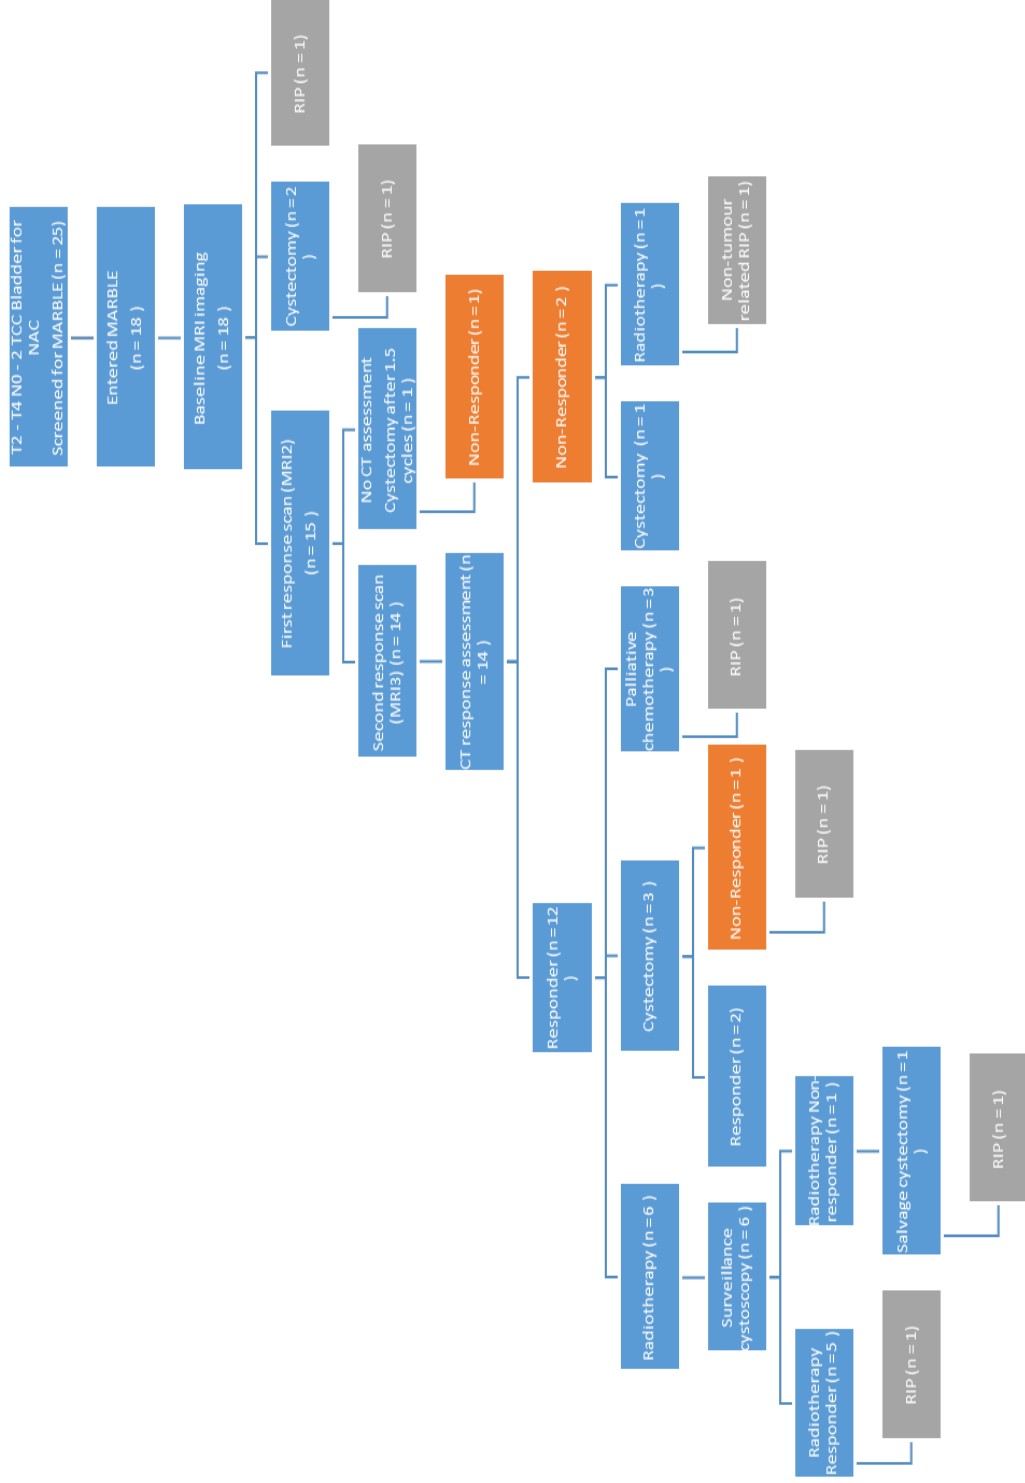 T2 - T4 N0 - 2 TCC Bladder for
NAC
Screened for MARBLE (n = 25)
Entered MARBLE
(n = 18 )
Baseline MRI imaging
(n = 18 )
First response scan (MRI2)
(n = 15 )
Cystectomy (n = 2
)
RIP (n = 1)
RIP (n = 1)
Second response scan
(MRI3) (n = 14 )
No CT assessment
Cystectomy after 1.5
cycles (n = 1 )
CT response assessment (n
= 14 )
Non-Responder (n = 1)
Responder (n = 12
)
Non-Responder (n = 2 )
Radiotherapy (n = 6 )
Cystectomy (n = 3 )
Palliative
chemotherapy (n = 3
)
Cystectomy (n = 1
)
Radiotherapy (n = 1
)
Surveillance
cystoscopy (n = 6 )
Responder (n = 2)
Non-Responder (n = 1 )
RIP (n = 1)
Non-tumour
related RIP (n = 1)
Radiotherapy
Responder (n = 5 )
Radiotherapy Non-
responder (n = 1 )
RIP (n = 1)
RIP (n = 1)
Salvage cystectomy (n = 1
)
RIP (n = 1)